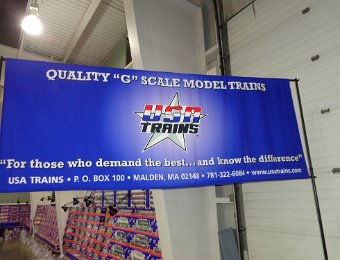 QUALITY "G" SCALE MODEL TRAINS
USA
TRAINS
"For those who demand the best...and know the difference"
USA TRAINS • P. O. BOX 100 • MALDEN, MA 02148 • 781-322-6084 • www.usatrains.com